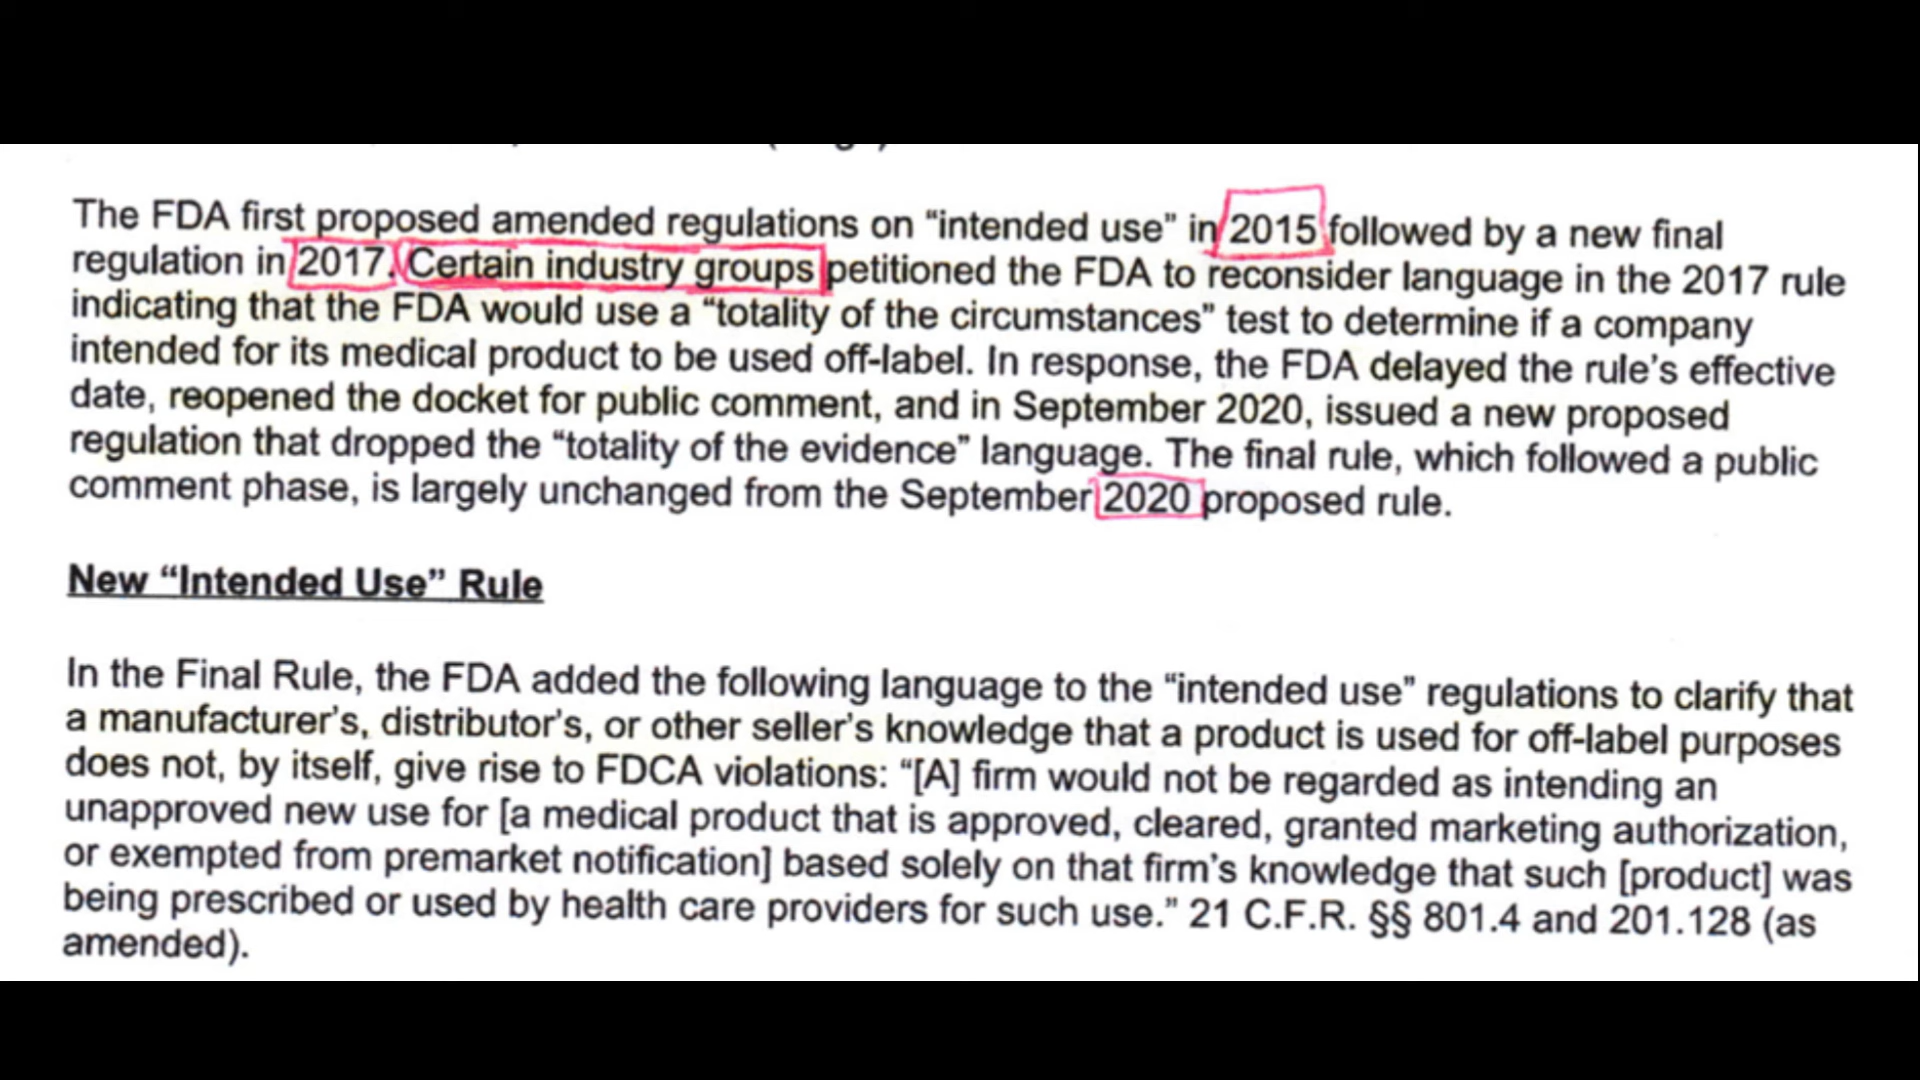 The FDA first proposed amended regulations on “intended use” in 2015 followed by a new final
regulation in 2017. Certain industry groups petitioned the FDA to reconsider language in the 2017 rule
indicating that the FDA would use a “totality of the circumstances” test to determine if a company
intended for its medical product to be used off-label. In response, the FDA delayed the rule’s effective
date, reopened the docket for public comment, and in September 2020, issued a new proposed
regulation that dropped the “totality of the evidence” language. The final rule, which followed a public
comment phase, is largely unchanged from the September 2020 proposed rule.
New “Intended Use” Rule
In the Final Rule, the FDA added the following language to the “intended use” regulations to clarify that
a manufacturer’s, distributor’s, or other seller’s knowledge that a product is used for off-label purposes
does not, by itself, give rise to FDCA violations: “[A] firm would not be regarded as intending an
unapproved new use for [a medical product that is approved, cleared, granted marketing authorization,
or exempted from premarket notification] based solely on that firm’s knowledge that such [product] was
being prescribed or used by health care providers for such use.” 21 C.F.R. §§ 801.4 and 201.128 (as
amended).